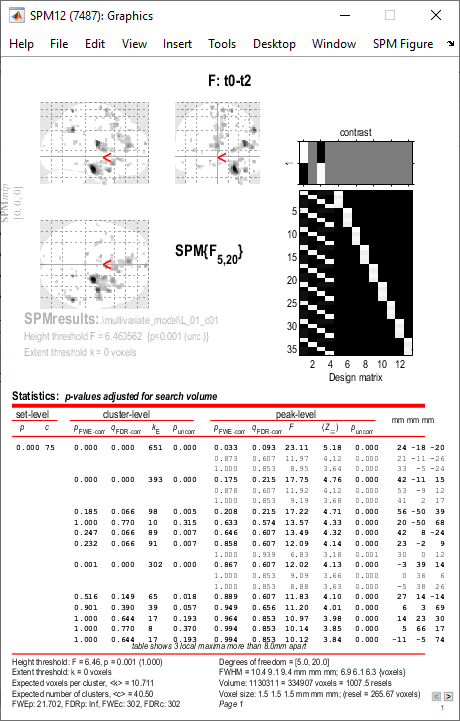 SPM12 (7487): Graphics
Help File Edit View Insert Tools Desktop Window SPM Figure
F: t0-t2
contrast
1
SPMmip
[0, 0, 0]
SPM{F5,20}
SPMresults: .\multivariate_model\L_01_c01
Height threshold F = 6.460562 {p<0.001 (unc.)}
Extent threshold k = 0 voxels
5
10
15
20
25
30
35
2 4 6 8 10 12
Design matrix
Statistics: p-values adjusted for search volume
set-level cluster-level peak-level mm mm mm
p c pFWE-corr qFDR-corr kE puncorr pFWE-corr qFDR-corr F (Z≡) puncorr
0.000 75 0.000 0.000 651 0.000 0.033 0.093 23.11 5.18 0.000 24 -18 -20
0.873 0.607 11.97 4.12 0.000 21 -11 -26
1.000 0.853 8.95 3.64 0.000 33 -5 -24
0.000 0.000 393 0.000 0.175 0.215 17.75 4.76 0.000 42 -11 15
0.878 0.607 11.92 4.12 0.000 53 -9 12
1.000 0.853 9.19 3.68 0.000 41 2 17
0.185 0.066 98 0.005 0.208 0.215 17.22 4.71 0.000 56 -50 39
1.000 0.770 10 0.315 0.633 0.574 13.57 4.33 0.000 20 -50 68
0.247 0.066 89 0.007 0.646 0.607 13.49 4.32 0.000 42 8 -24
0.232 0.066 91 0.007 0.858 0.607 12.09 4.14 0.000 23 -2 9
1.000 0.939 6.83 3.18 0.001 30 0 12
0.001 0.000 302 0.000 0.867 0.607 12.02 4.13 0.000 -3 39 14
1.000 0.853 9.09 3.66 0.000 0 36 6
1.000 0.853 8.88 3.63 0.000 -5 38 26
0.516 0.149 65 0.018 0.889 0.607 11.83 4.10 0.000 27 14 -14
0.901 0.390 39 0.057 0.949 0.656 11.20 4.01 0.000 6 3 69
1.000 0.644 17 0.193 0.964 0.853 10.97 3.98 0.000 14 23 30
1.000 0.770 8 0.370 0.994 0.853 10.14 3.85 0.000 5 66 17
1.000 0.644 17 0.193 0.994 0.853 10.12 3.84 0.000 -11 -5 74
table shows 3 local maxima more than 8.0mm apart
Height threshold: F = 6.46, p = 0.001 (1.000)
Extent threshold: k = 0 voxels
Expected voxels per cluster, <k> = 10.711
Expected number of clusters, <c> = 40.50
FWEp: 21.702, FDRp: Inf, FWEc: 302, FDRc: 302
Degrees of freedom = [5.0, 20.0]
FWHM = 10.4 9.1 9.4 mm mm mm; 6.9 6.1 6.3 {voxels}
Volume: 1130311 = 334907 voxels = 1007.5 resels
Voxel size: 1.5 1.5 1.5 mm mm mm; (resel = 265.67 voxels)
Page 1
1